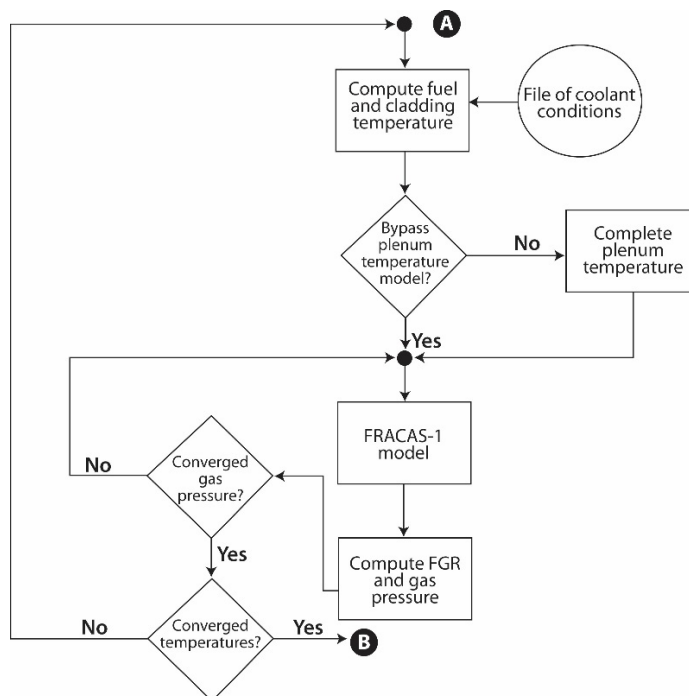 A
Compute fuel
and cladding
temperature
File of coolant
conditions
Bypass
plenum
temperature
model?
No
Complete
plenum
temperature
Yes
FRACAS-1
model
No
Converged
gas
pressure?
Yes
Compute FGR
and gas
pressure
No
Converged
temperatures?
Yes
B